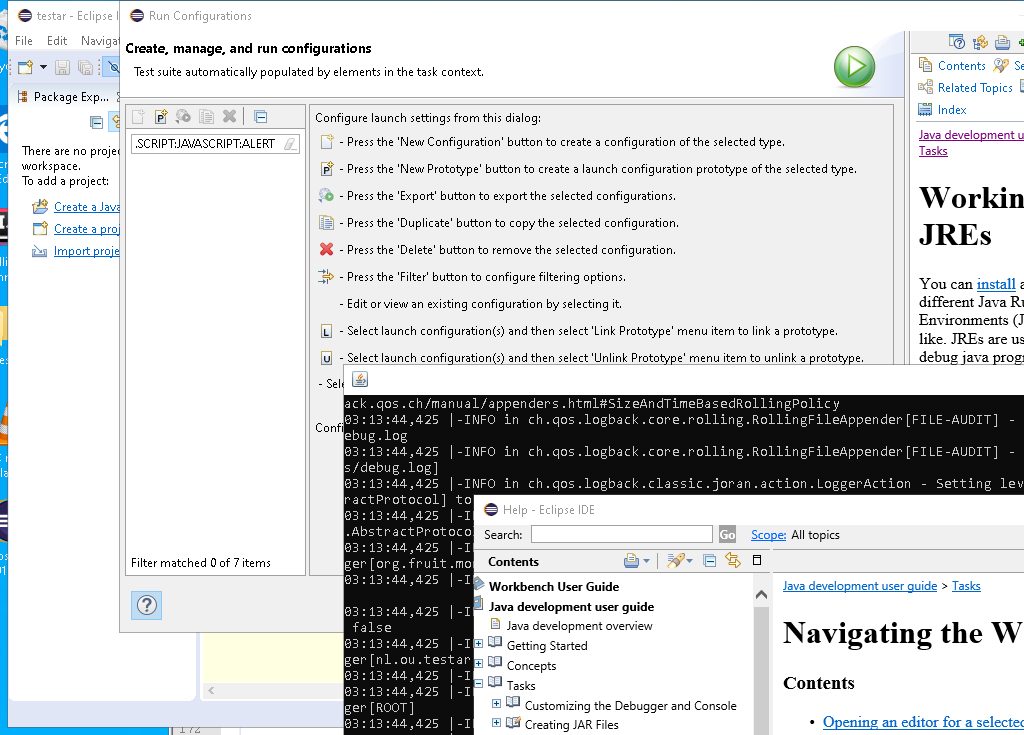 testar - Eclipse I
File Edit Navigat
Package Exp...
There are no projec
workspace.
To add a project:
Create a Java
Create a proj
Import proje
Run Configurations
Create, manage, and run configurations
Test suite automatically populated by elements in the task context.
.SCRIPT:JAVASCRIPT:ALERT
Filter matched 0 of 7 items
Configure launch settings from this dialog:
- Press the 'New Configuration' button to create a configuration of the selected type.
- Press the 'New Prototype' button to create a launch configuration prototype of the selected type.
- Press the 'Export' button to export the selected configurations.
- Press the 'Duplicate' button to copy the selected configuration.
- Press the 'Delete' button to remove the selected configuration.
- Press the 'Filter' button to configure filtering options.
- Edit or view an existing configuration by selecting it.
L - Select launch configuration(s) and then select 'Link Prototype' menu item to link a prototype.
U - Select launch configuration(s) and then select 'Unlink Prototype' menu item to unlink a prototype.
- Sele
Confi
Contents Se
Related Topics
Index
Java development u
Tasks
Workin
JREs
You can install a
different Java Ru
Environments (J
like. JREs are us
debug java progr
ack.qos.ch/manual/appenders.html#SizeAndTimeBasedRollingPolicy
03:13:44,425 |-INFO in ch.qos.logback.core.rolling.RollingFileAppender[FILE-AUDIT] -
ebug.log
03:13:44,425 |-INFO in ch.qos.logback.core.rolling.RollingFileAppender[FILE-AUDIT] -
s/debug.log]
03:13:44,425 |-INFO in ch.qos.logback.classic.joran.action.LoggerAction - Setting lev
ractProtocol] to
03:13:44,425 |-I
.AbstractProtoco
03:13:44,425 |-I
ger[org.fruit.mo
03:13:44,425 |-I
03:13:44,425 |-I
false
03:13:44,425 |-I
ger[nl.ou.testar
03:13:44,425 |-I
03:13:44,425 |-I
ger[ROOT]
03:13:44,425 |-I
Help - Eclipse IDE
Search: Go Scope: All topics
Contents
Workbench User Guide
Java development user guide
Java development overview
Getting Started
Concepts
Tasks
Customizing the Debugger and Console
Creating JAR Files
Java development user guide > Tasks
Navigating the W
Contents
• Opening an editor for a selected
172